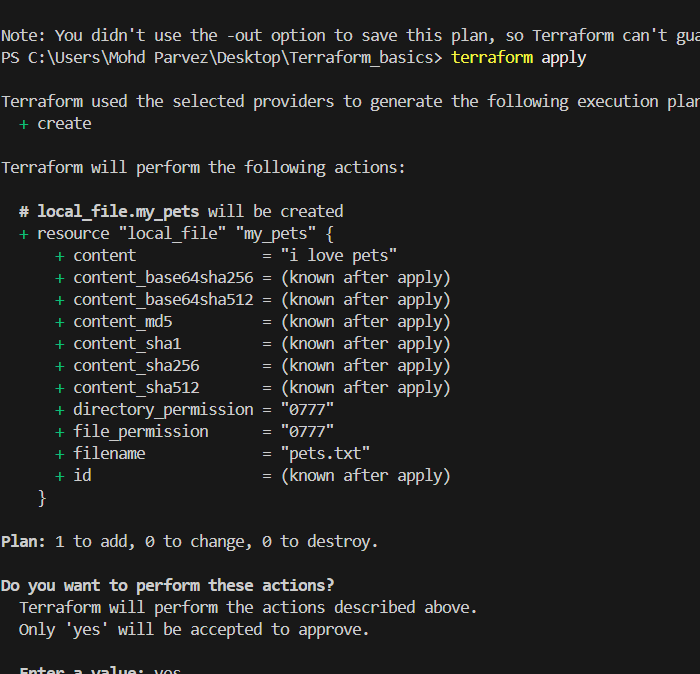 Note: You didn't use the -out option to save this plan, so Terraform can't gua
PS C:\Users\Mohd Parvez\Desktop\Terraform_basics> terraform apply
Terraform used the selected providers to generate the following execution plan
+ create
Terraform will perform the following actions:
# local_file.my_pets will be created
+ resource "local_file" "my_pets" {
+ content = "i love pets"
+ content_base64sha256 = (known after apply)
+ content_base64sha512 = (known after apply)
+ content_md5 = (known after apply)
+ content_sha1 = (known after apply)
+ content_sha256 = (known after apply)
+ content_sha512 = (known after apply)
+ directory_permission = "0777"
+ file_permission = "0777"
+ filename = "pets.txt"
+ id = (known after apply)
}
Plan: 1 to add, 0 to change, 0 to destroy.
Do you want to perform these actions?
Terraform will perform the actions described above.
Only 'yes' will be accepted to approve.
Enter a value: yes